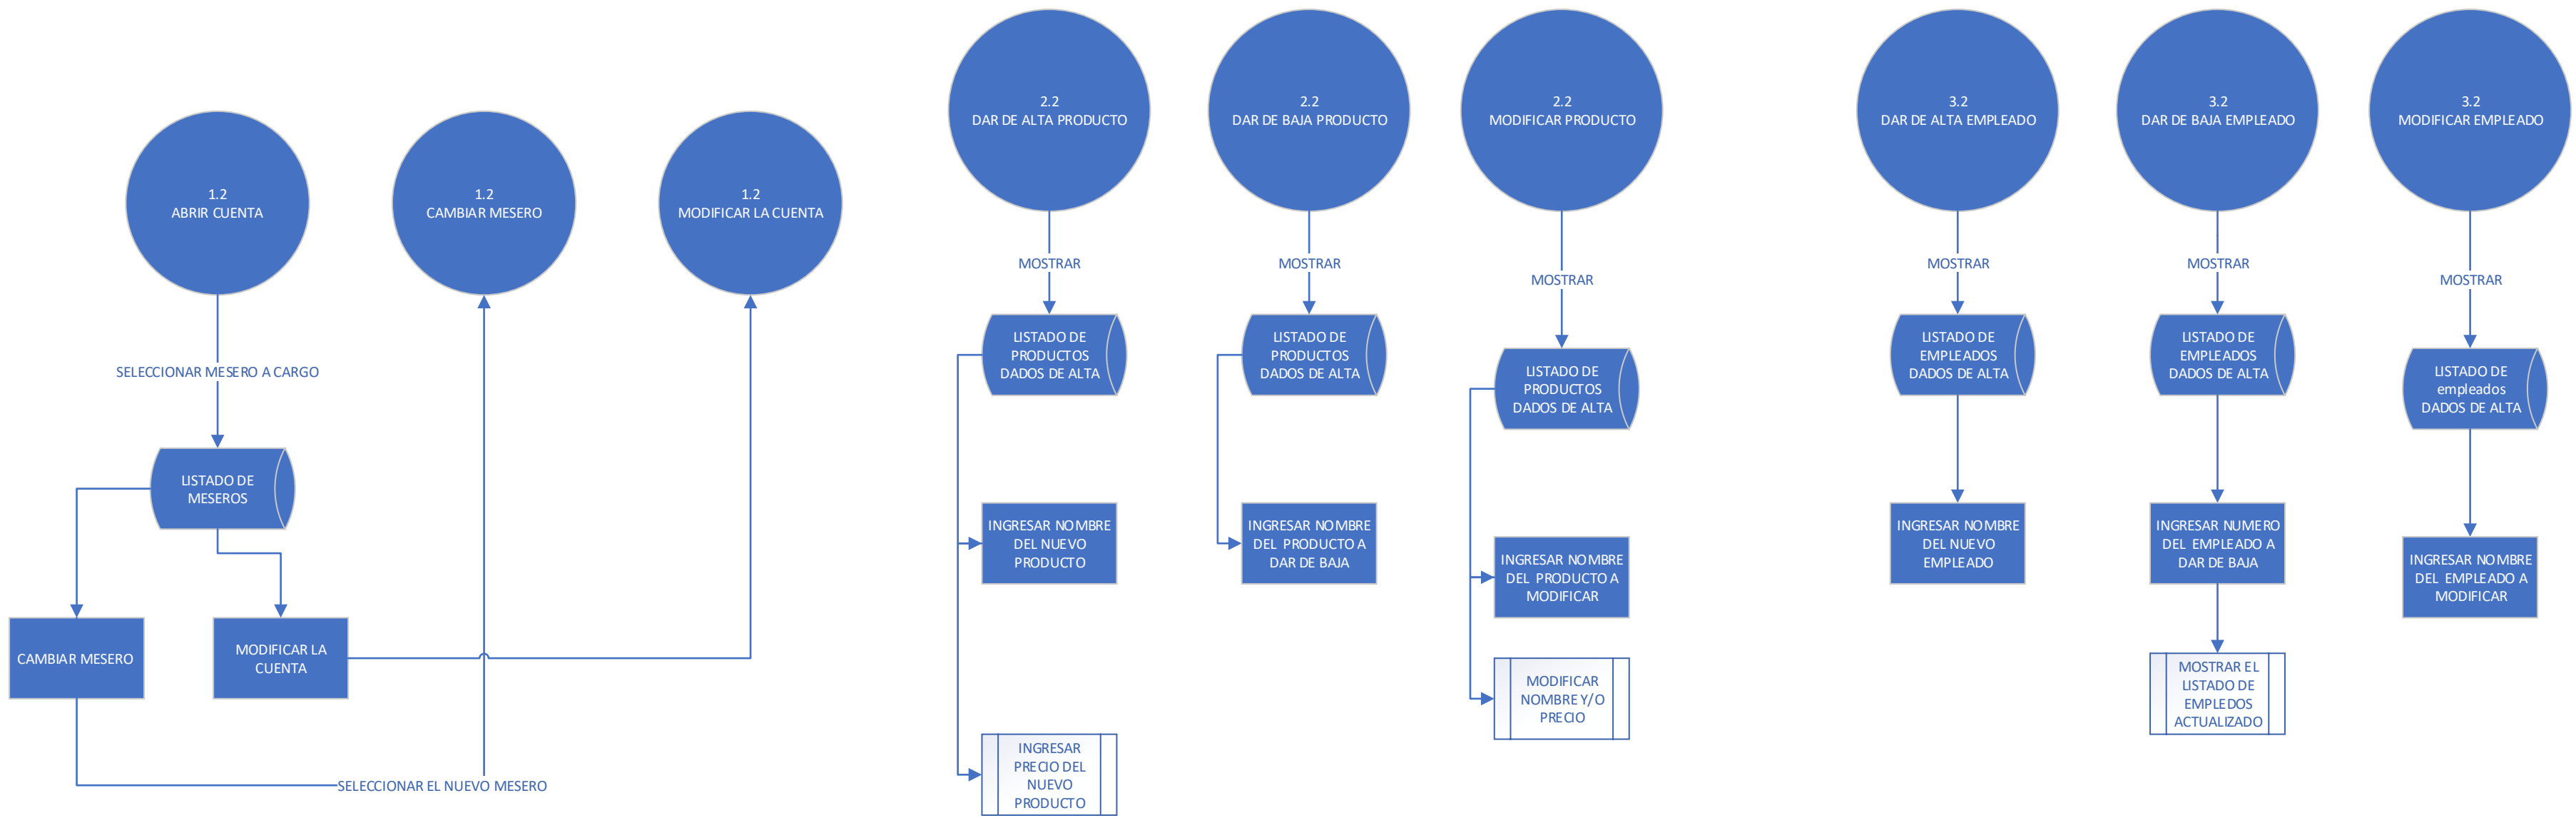 1.2
ABRIR CUENTA
1.2
CAMBIAR MESERO
1.2
MODIFICAR LA CUENTA
SELECCIONAR MESERO A CARGO
LISTADO DE
MESEROS
CAMBIAR MESERO
MODIFICAR LA
CUENTA
SELECCIONAR EL NUEVO MESERO
2.2
DAR DE ALTA PRODUCTO
MOSTRAR
LISTADO DE
PRODUCTOS
DADOS DE ALTA
INGRESAR NOMBRE
DEL NUEVO
PRODUCTO
INGRESAR
PRECIO DEL
NUEVO
PRODUCTO
2.2
DAR DE BAJA PRODUCTO
MOSTRAR
LISTADO DE
PRODUCTOS
DADOS DE ALTA
INGRESAR NOMBRE
DEL PRODUCTO A
DAR DE BAJA
2.2
MODIFICAR PRODUCTO
MOSTRAR
LISTADO DE
PRODUCTOS
DADOS DE ALTA
INGRESAR NOMBRE
DEL PRODUCTO A
MODIFICAR
MODIFICAR
NOMBRE Y/O
PRECIO
3.2
DAR DE ALTA EMPLEADO
MOSTRAR
LISTADO DE
EMPLEADOS
DADOS DE ALTA
INGRESAR NOMBRE
DEL NUEVO
EMPLEADO
3.2
DAR DE BAJA EMPLEADO
MOSTRAR
LISTADO DE
EMPLEADOS
DADOS DE ALTA
INGRESAR NUMERO
DEL EMPLEADO A
DAR DE BAJA
MOSTRAR EL
LISTADO DE
EMPLEDOS
ACTUALIZADO
3.2
MODIFICAR EMPLEADO
MOSTRAR
LISTADO DE
empleados
DADOS DE ALTA
INGRESAR NOMBRE
DEL EMPLEADO A
MODIFICAR